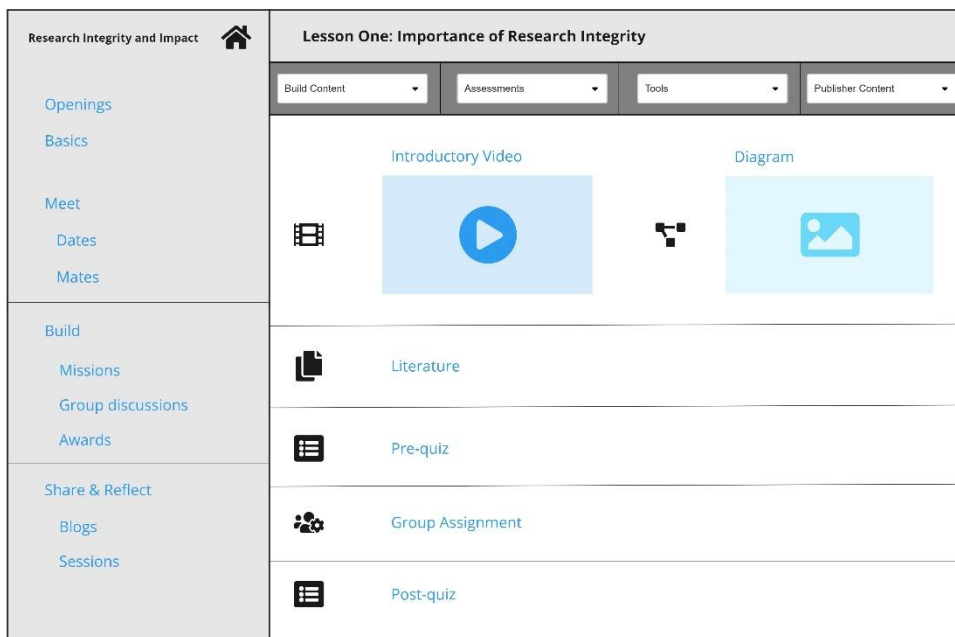 Research Integrity and Impact
Openings
Basics
Meet
Dates
Mates
Build
Missions
Group discussions
Awards
Share & Reflect
Blogs
Sessions
Lesson One: Importance of Research Integrity
Build Content
Assessments
Tools
Publisher Content
Introductory Video
Diagram
Literature
Pre-quiz
Group Assignment
Post-quiz